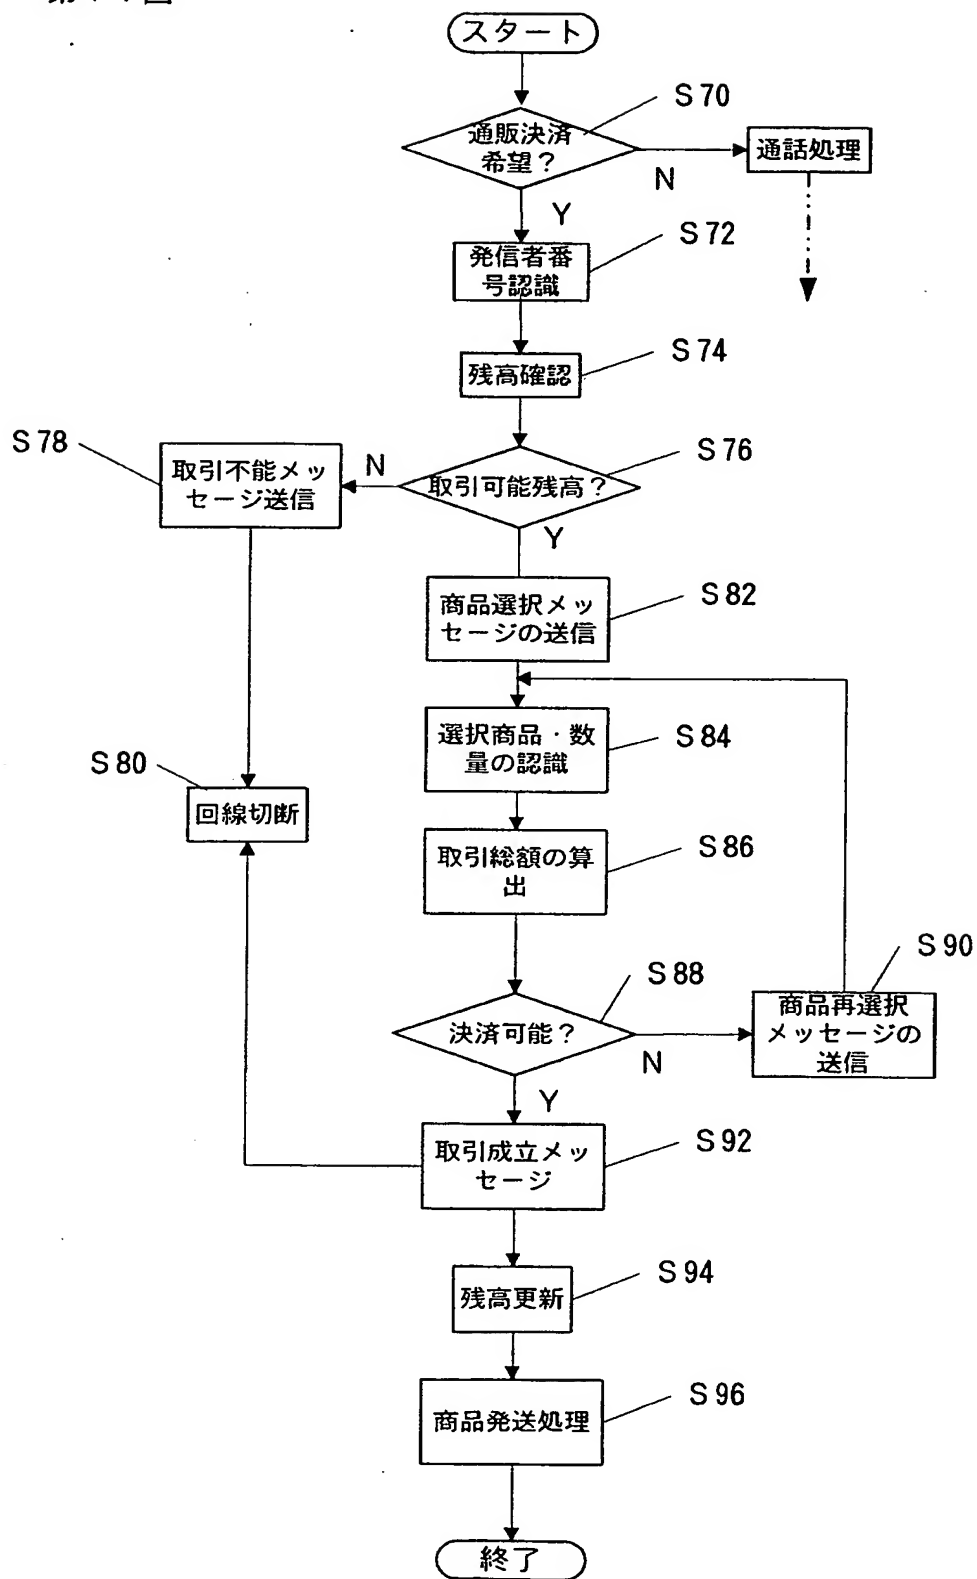 スタート
S70
通販決済
希望？
N
通話処理
Y
S72
発信者番
号認識
S74
残高確認
S76
取引可能残高？
N
S78
取引不能メッ
セージ送信
Y
S82
商品選択メッ
セージの送信
S84
選択商品・数
量の認識
S80
回線切断
S86
取引総額の算
出
S88
決済可能？
N
S90
商品再選択
メッセージの
送信
Y
S92
取引成立メッ
セージ
S94
残高更新
S96
商品発送処理
終了